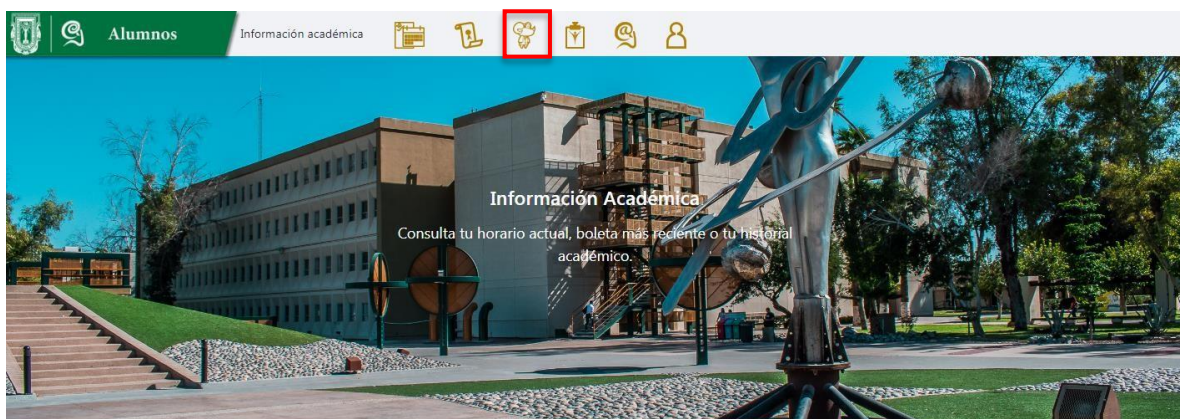 Alumnos
Información académica
Información Académica
Consulta tu horario actual, boleta más reciente o tu historial
académico.